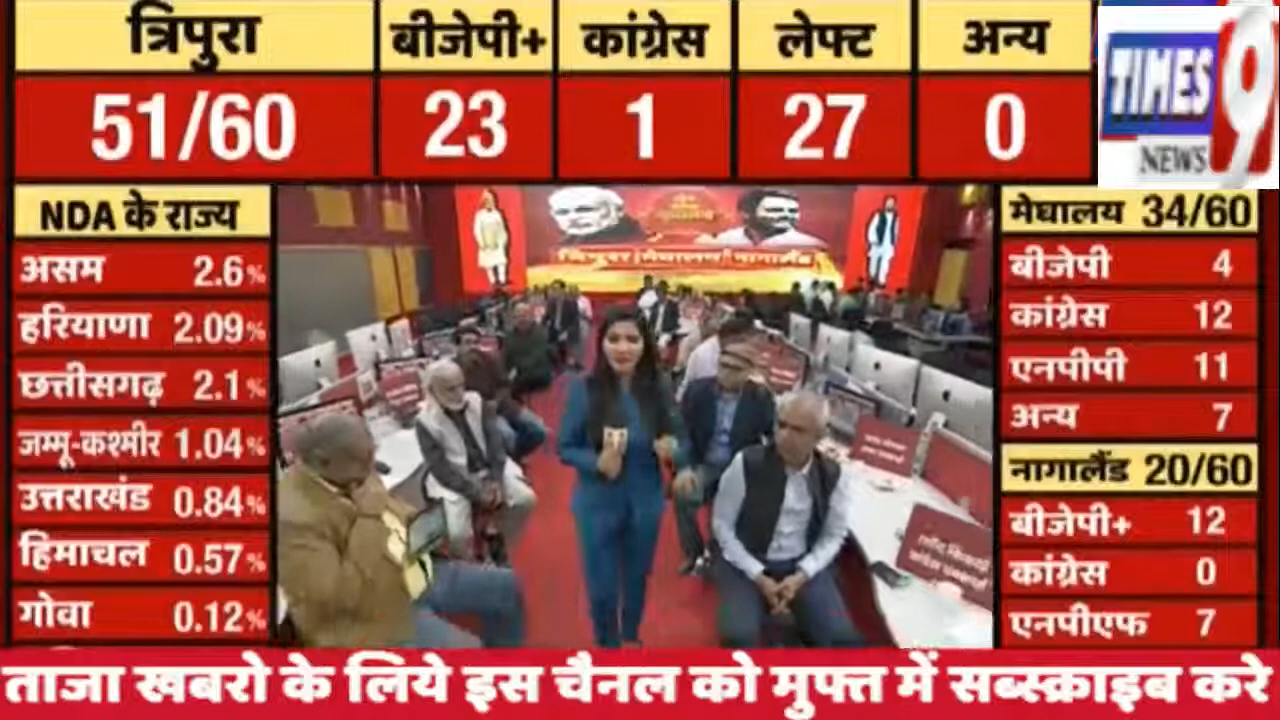 त्रिपुरा बीजेपी+ कांग्रेस लेफ्ट अन्य
51/60 23 1 27 0
TIMES 9
NEWS
NDA के राज्य
असम 2.6%
हरियाणा 2.09%
छत्तीसगढ़ 2.1%
जम्मू-कश्मीर 1.04%
उत्तराखंड 0.84%
हिमाचल 0.57%
गोवा 0.12%
त्रिपुरा मेघालय नागालैंड
मेघालय 34/60
बीजेपी 4
कांग्रेस 12
एनपीपी 11
अन्य 7
नागालैंड 20/60
बीजेपी+ 12
कांग्रेस 0
एनपीएफ 7
ताजा खबरो के लिये इस चैनल को मुफ्त में सब्स्क्राइब करे